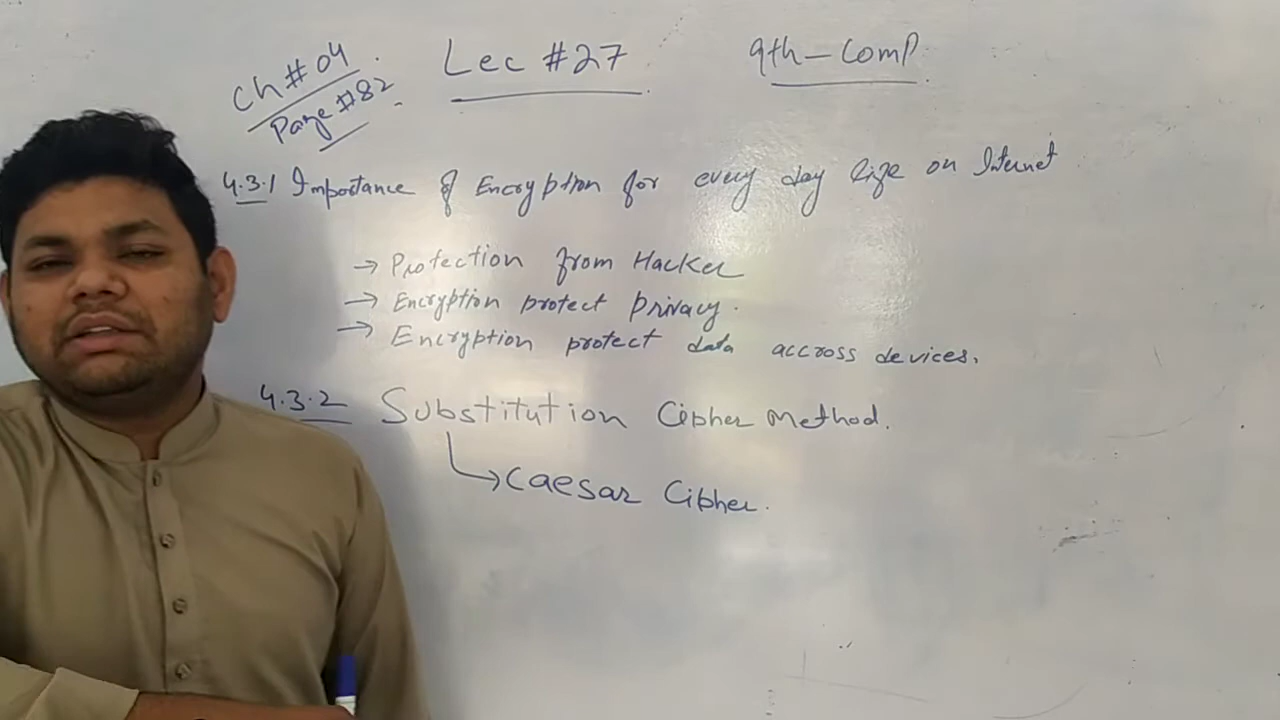 Ch # 04
Page # 82
Lec # 27
9th - Comp
4.3.1 Importance of Encryption for every day life on Internet
→ Protection from Hacker
→ Encryption protect privacy.
→ Encryption protect data accross devices.
4.3.2 Substitution Cipher Method.
→ Caesar Cipher.